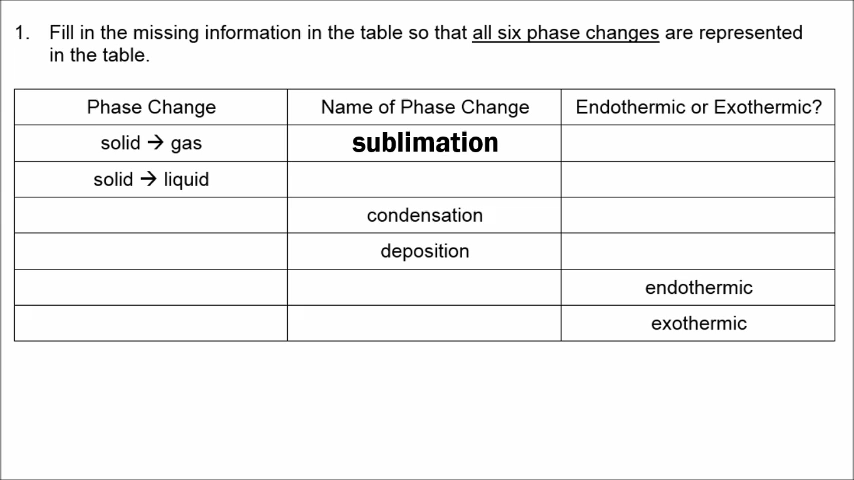 1. Fill in the missing information in the table so that all six phase changes are represented
in the table.
Phase Change Name of Phase Change Endothermic or Exothermic?
solid → gas sublimation
solid → liquid
condensation
deposition
endothermic
exothermic